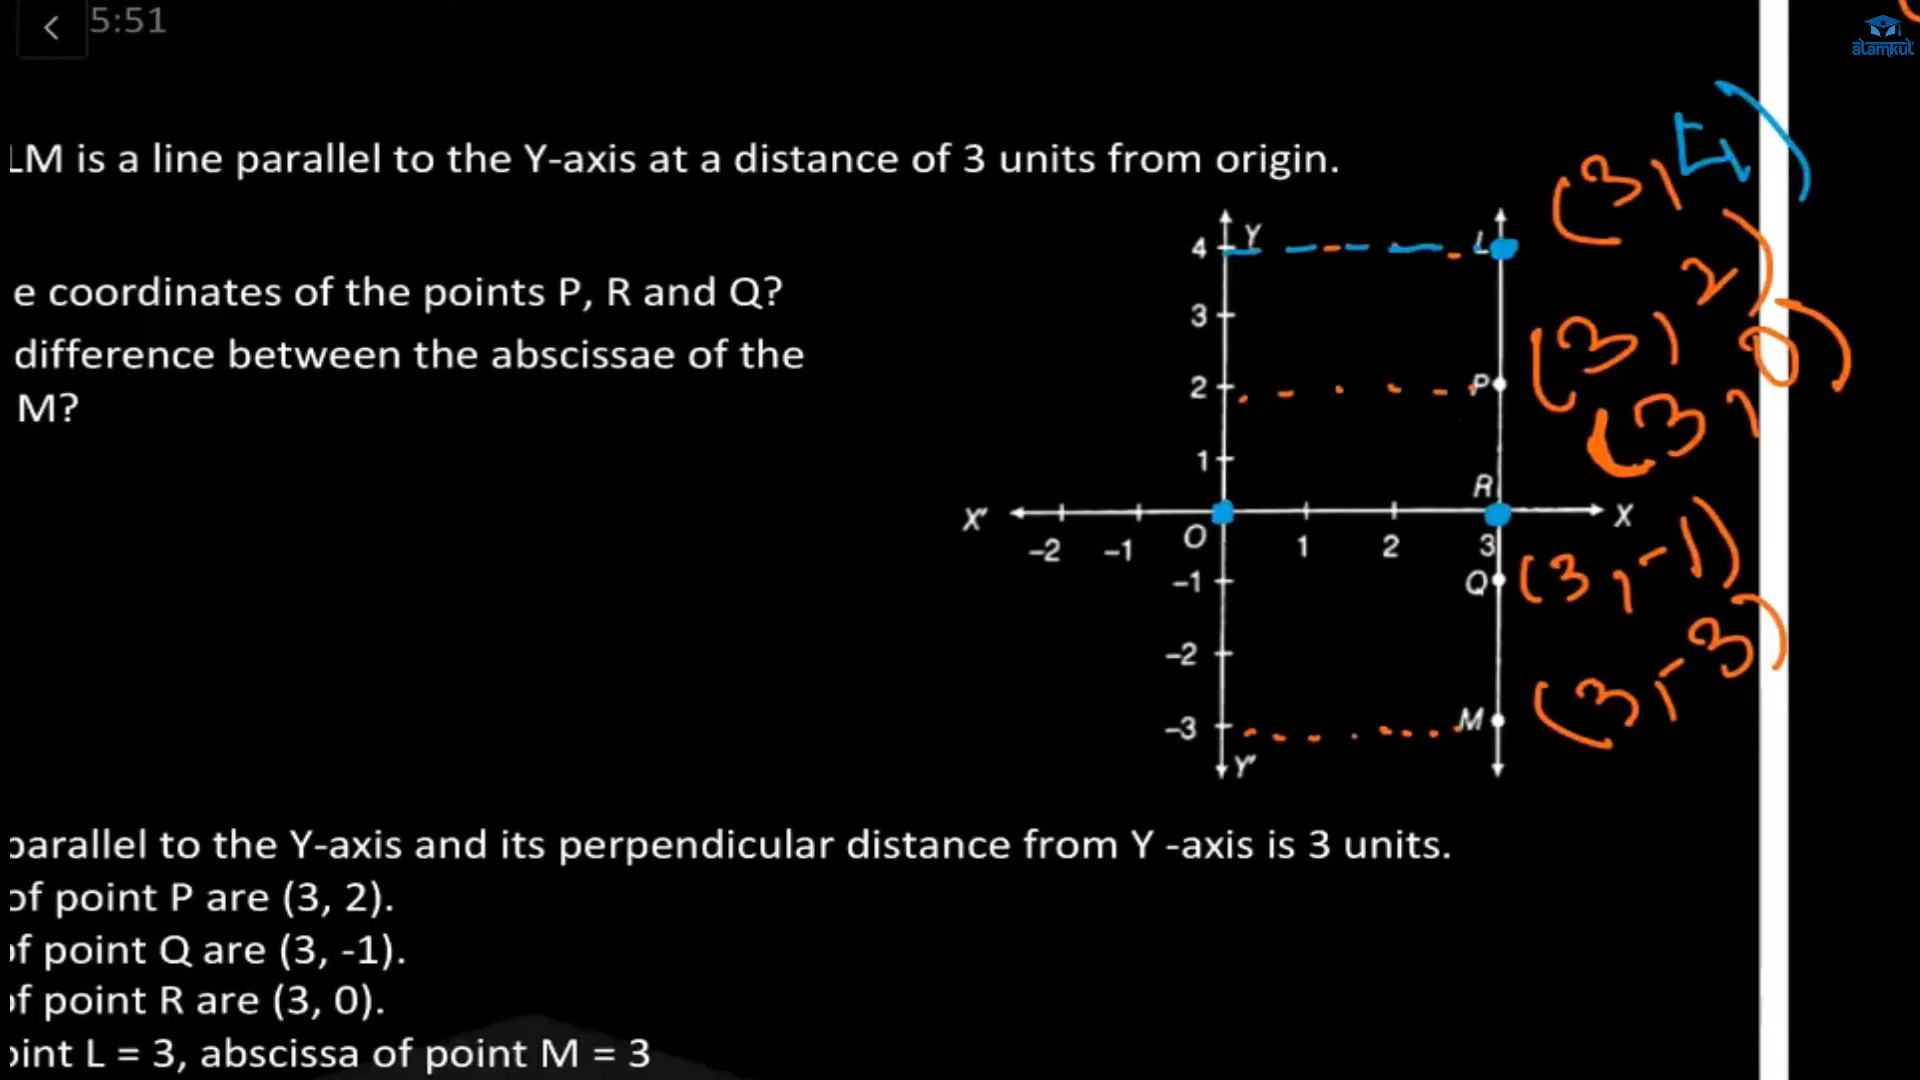 5:51
alamkut
LM is a line parallel to the Y-axis at a distance of 3 units from origin.
(3, 4)
e coordinates of the points P, R and Q?
difference between the abscissae of the
M?
Y
4
L
3
(3, 2)
2
P
(3, 0)
1
R
X'
X
-2
-1
O
1
2
3
-1
Q
(3, -1)
-2
-3
M
(3, -3)
Y'
parallel to the Y-axis and its perpendicular distance from Y -axis is 3 units.
of point P are (3, 2).
of point Q are (3, -1).
of point R are (3, 0).
oint L = 3, abscissa of point M = 3